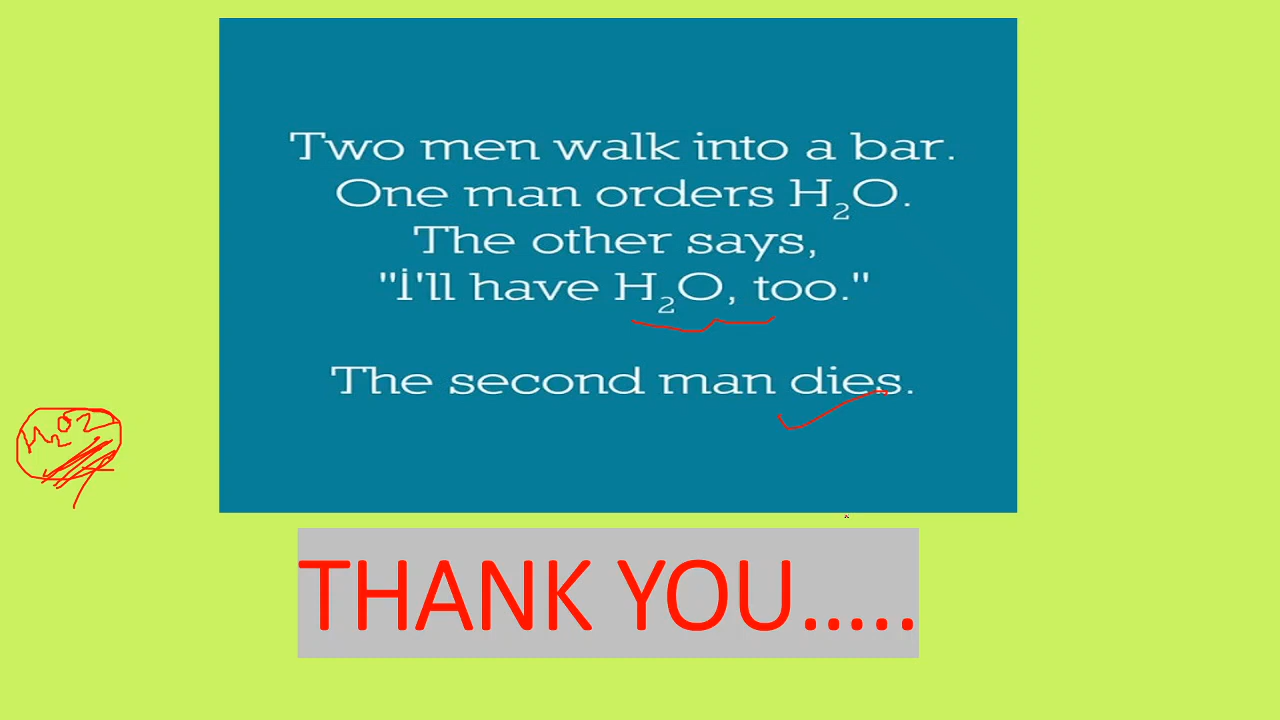 Two men walk into a bar.
One man orders H₂O.
The other says,
"I'll have H₂O, too."
The second man dies.
THANK YOU.....